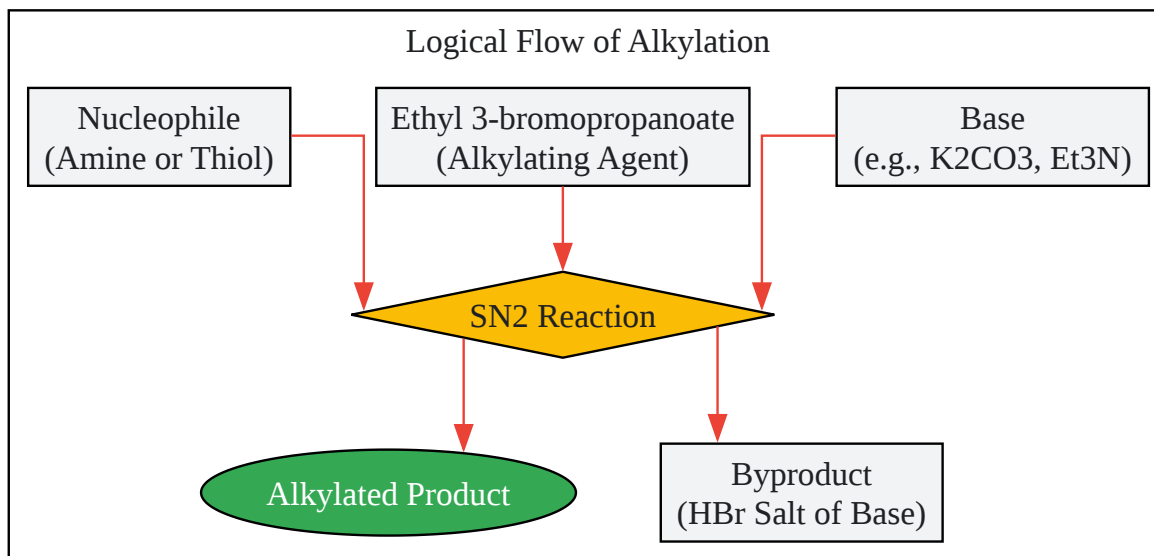 Logical Flow of Alkylation
Nucleophile
(Amine or Thiol)
Ethyl 3-bromopropanoate
(Alkylating Agent)
Base
(e.g., K2CO3, Et3N)
SN2 Reaction
Alkylated Product
Byproduct
(HBr Salt of Base)